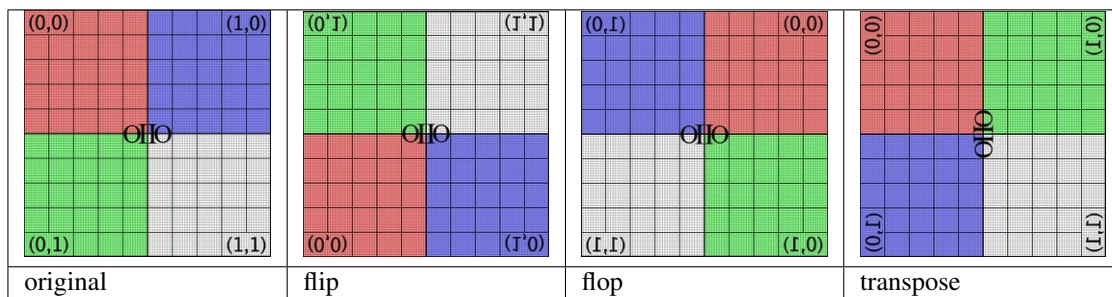 (0,0) (1,0)
OHO
(0,1) (1,1)
original
(0,1) (1,1)
OHO
(0,0) (1,0)
flip
(1,0) (0,0)
OHO
(1,1) (0,1)
flop
(0,0) (0,1)
OHO
(1,0) (1,1)
transpose